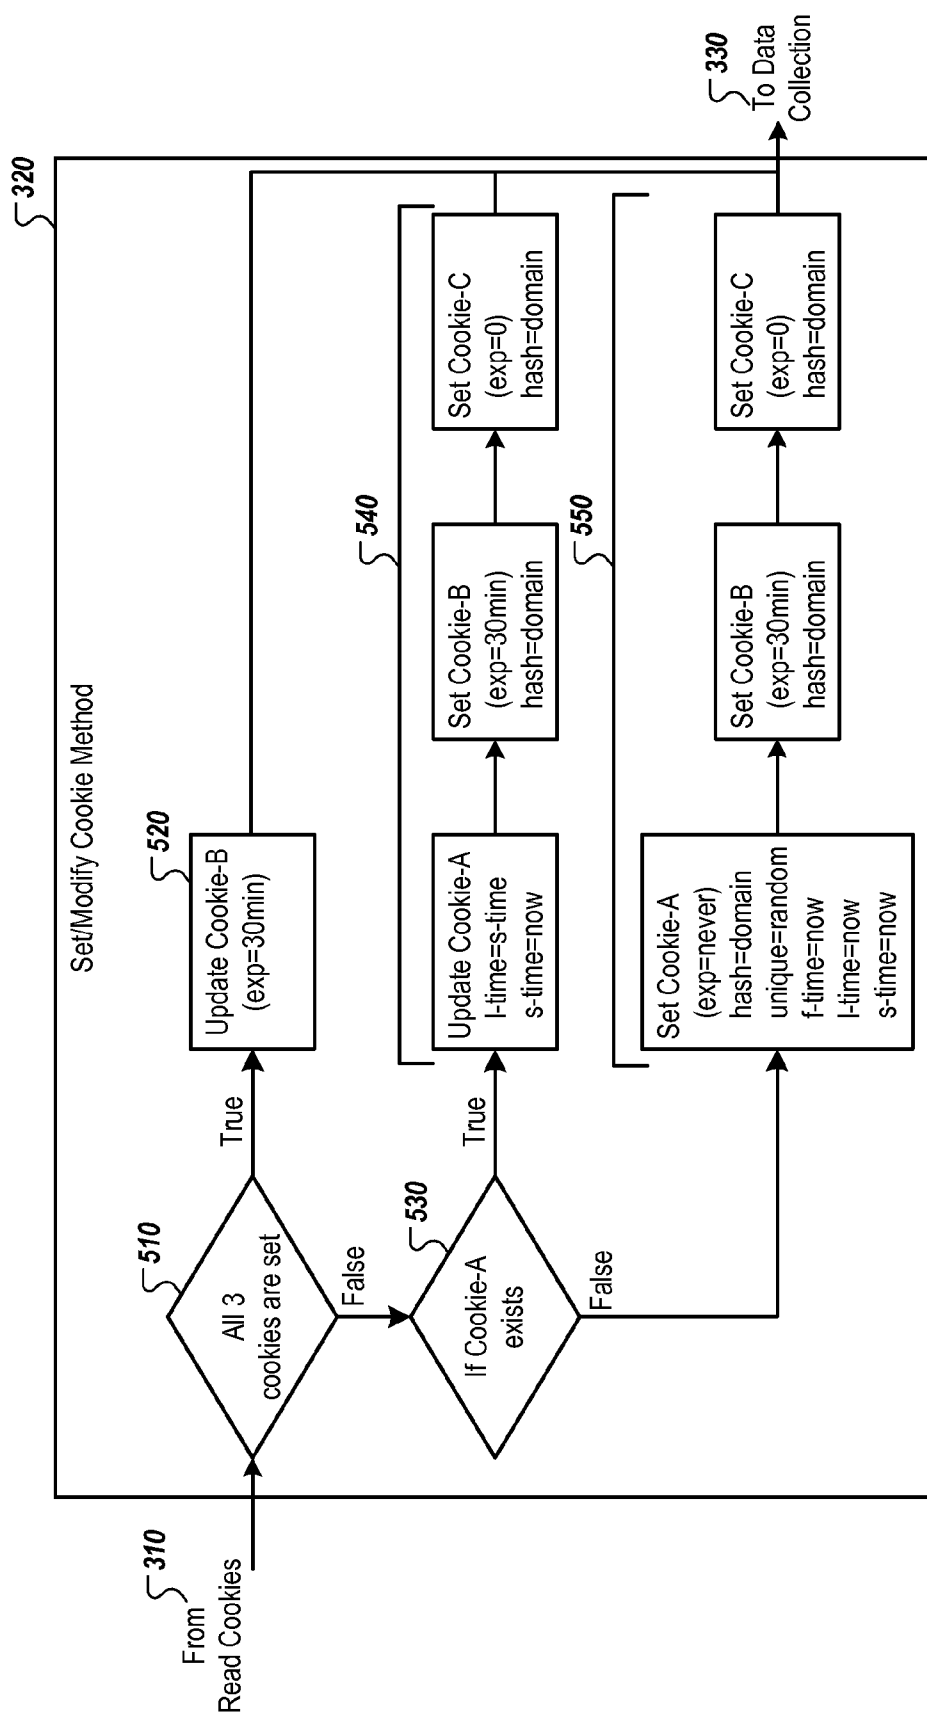 320
Set/Modify Cookie Method
310
From
Read Cookies
510
All 3
cookies are set
True
False
520
Update Cookie-B
(exp=30min)
530
If Cookie-A
exists
True
False
540
Update Cookie-A
l-time=s-time
s-time=now
Set Cookie-B
(exp=30min)
hash=domain
Set Cookie-C
(exp=0)
hash=domain
550
Set Cookie-A
(exp=never)
hash=domain
unique=random
f-time=now
l-time=now
s-time=now
Set Cookie-B
(exp=30min)
hash=domain
Set Cookie-C
(exp=0)
hash=domain
330
To Data
Collection